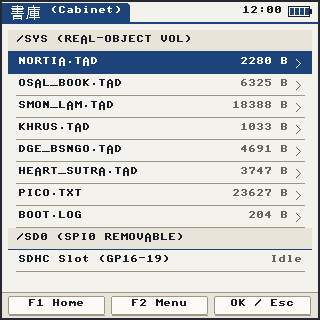 書庫 (Cabinet) 12:00
/SYS (REAL-OBJECT VOL)
NORTIA.TAD 2280 B
OSAL_BOOK.TAD 6325 B
SMON_LAM.TAD 18388 B
KHRUS.TAD 1033 B
DGE_BSNGO.TAD 4691 B
HEART_SUTRA.TAD 3747 B
PICO.TXT 23627 B
BOOT.LOG 204 B
/SD0 (SPI0 REMOVABLE)
SDHC Slot (GP16-19) Idle
F1 Home F2 Menu OK / Esc